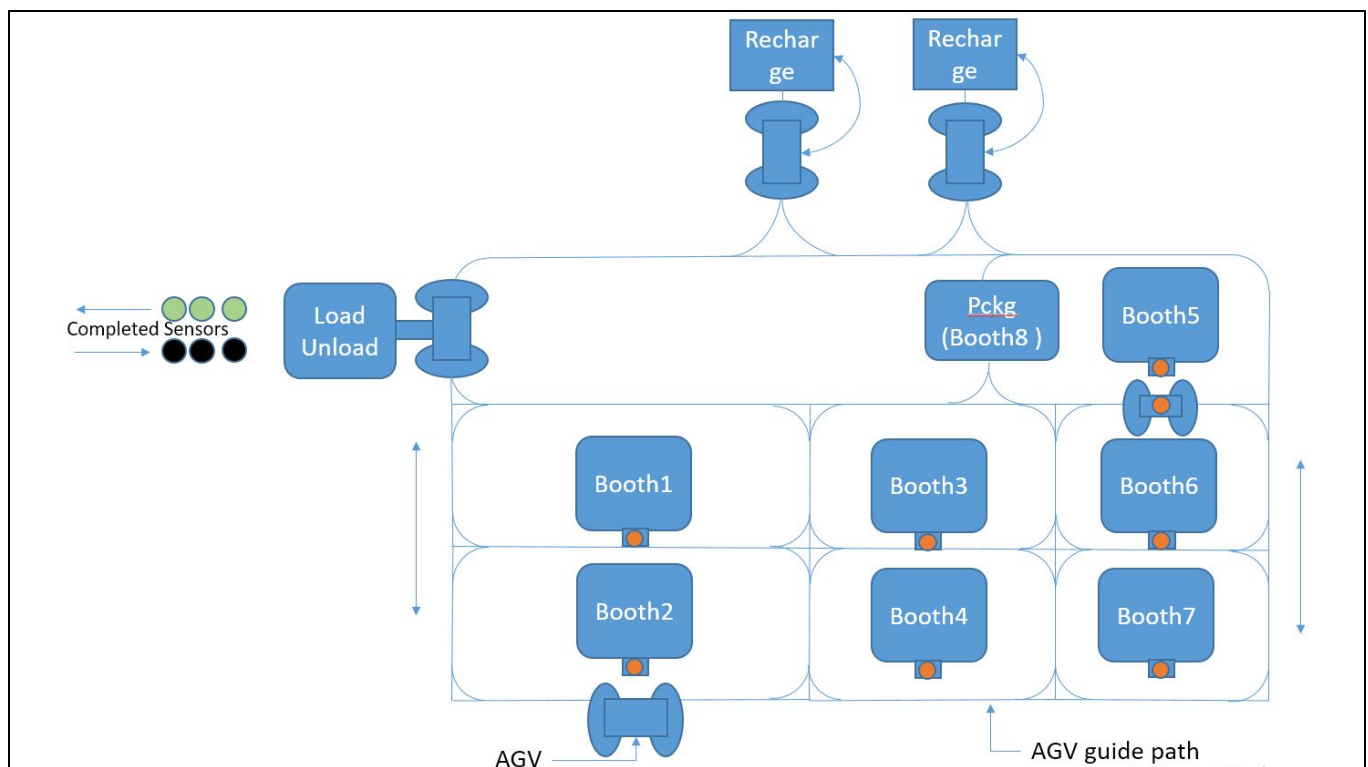 Rechar
ge
Rechar
ge
Load
Unload
Completed Sensors
Pckg
(Booth8 )
Booth5
Booth1
Booth3
Booth6
Booth2
Booth4
Booth7
AGV
AGV guide path